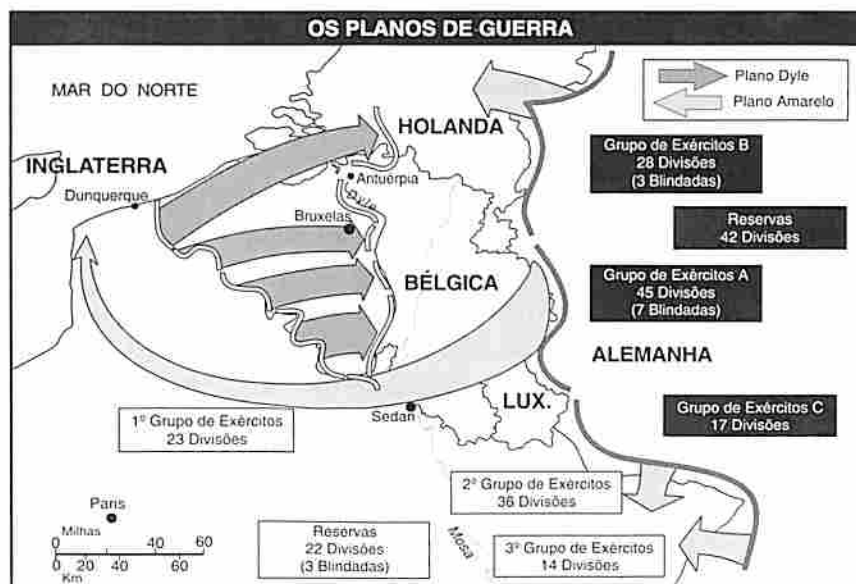 OS PLANOS DE GUERRA
MAR DO NORTE
Plano Dyle
Plano Amarelo
HOLANDA
INGLATERRA
Dunquerque
Antuérpia
Dyle
Bruxelas
BÉLGICA
Grupo de Exércitos B
28 Divisões
(3 Blindadas)
Reservas
42 Divisões
Grupo de Exércitos A
45 Divisões
(7 Blindadas)
ALEMANHA
LUX.
Sedan
Grupo de Exércitos C
17 Divisões
1º Grupo de Exércitos
23 Divisões
2º Grupo de Exércitos
36 Divisões
Mosa
3º Grupo de Exércitos
14 Divisões
Reservas
22 Divisões
(3 Blindadas)
Paris
Milhas
0 40 60
0 20 40 60
Km